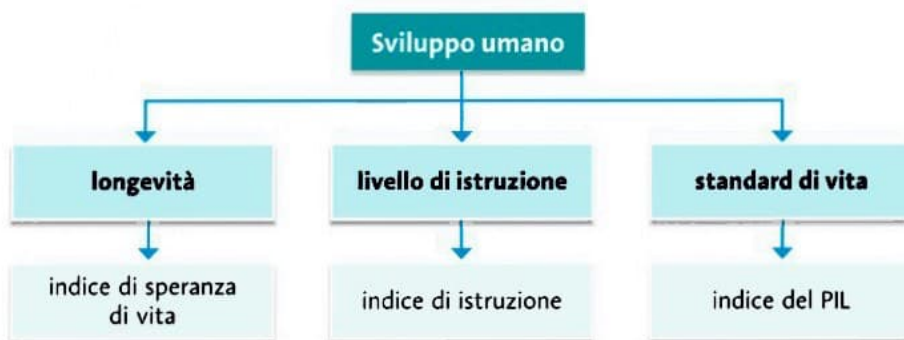 Sviluppo umano
longevità
livello di istruzione
standard di vita
indice di speranza
di vita
indice di istruzione
indice del PIL